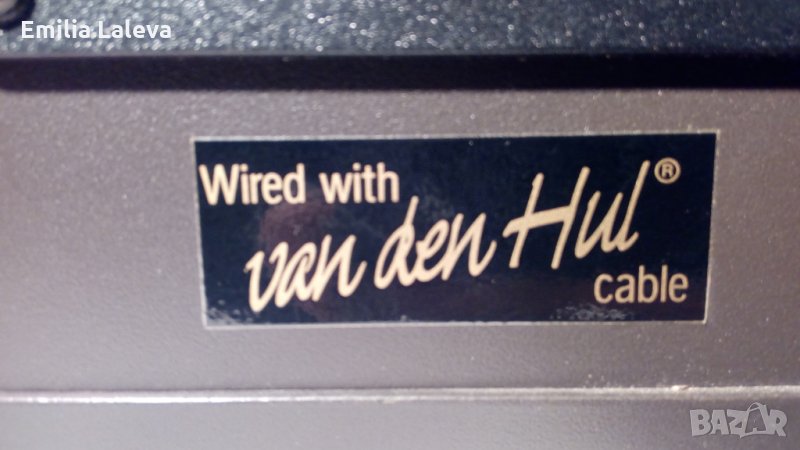 Emilia Laleva
Wired with
van den Hul®
cable
BAZAR